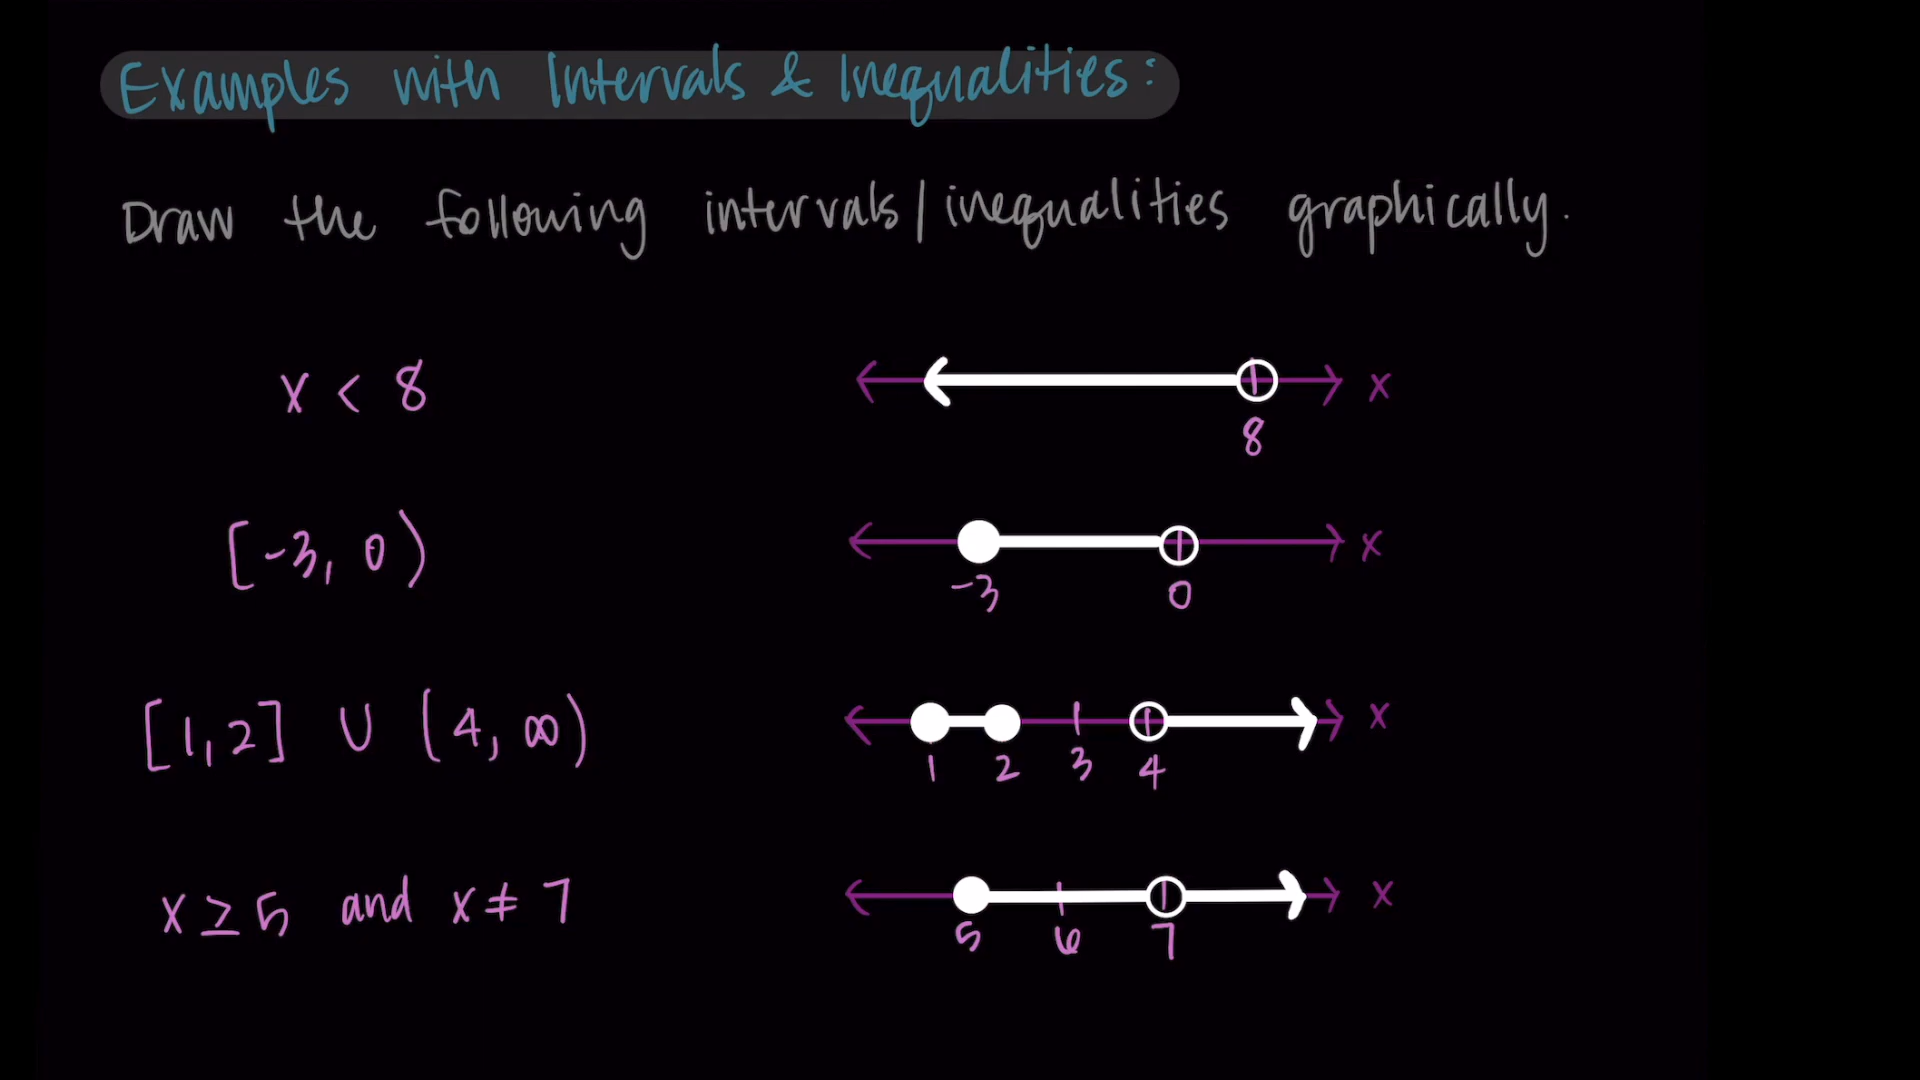 Examples with Intervals & Inequalities:
Draw the following intervals/inequalities graphically.
x < 8
x
8
[-3, 0)
x
-3 0
[1,2] ∪ (4, ∞)
x
1 2 3 4
x ≥ 5 and x ≠ 7
x
5 6 7